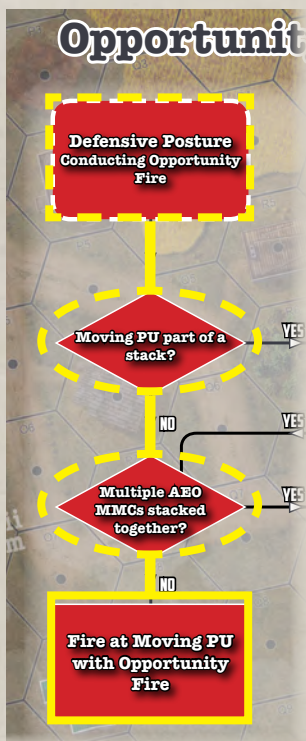 Opportunit
Defensive Posture
Conducting Opportunity
Fire
Moving PU part of a
stack?
YES
NO
YES
Multiple AEO
MMCs stacked
together?
YES
NO
Fire at Moving PU
with Opportunity
Fire